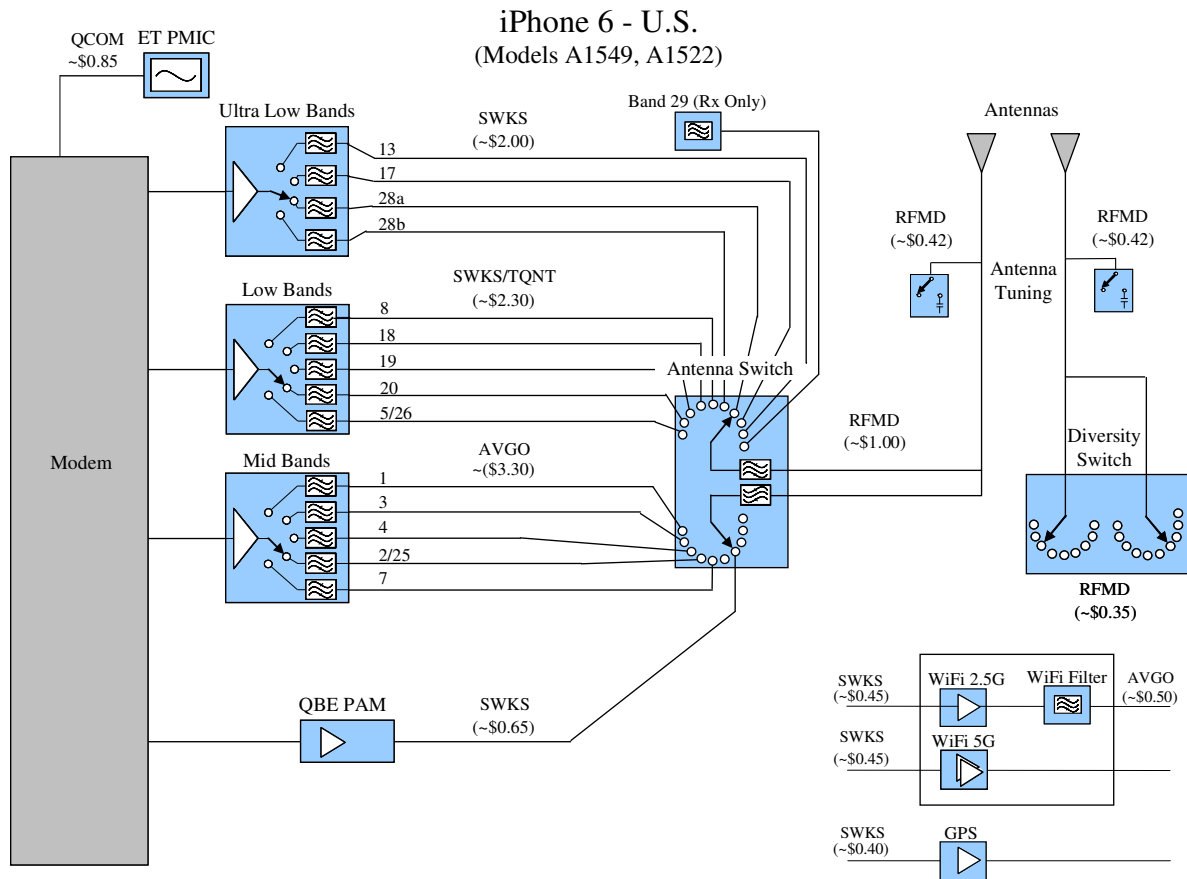 iPhone 6 - U.S.
(Models A1549, A1522)
QCOM
~$0.85
ET PMIC
Ultra Low Bands
SWKS
(~$2.00)
13
17
28a
28b
Band 29 (Rx Only)
Antennas
RFMD
(~$0.42)
RFMD
(~$0.42)
Antenna
Tuning
Low Bands
SWKS/TQNT
(~$2.30)
8
18
19
20
5/26
Antenna Switch
RFMD
(~$1.00)
Diversity
Switch
RFMD
(~$0.35)
Modem
Mid Bands
AVGO
~($3.30)
1
3
4
2/25
7
QBE PAM
SWKS
(~$0.65)
SWKS
(~$0.45)
WiFi 2.5G
WiFi Filter
AVGO
(~$0.50)
SWKS
(~$0.45)
WiFi 5G
SWKS
(~$0.40)
GPS